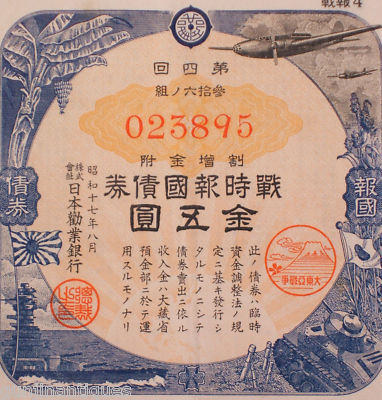 第四回
參拾六ノ組
023895
割增金附
戰時報國債券
金五圓
報國
債券
此ノ債券ハ臨時
資金調整法ノ規
定ニ基キ發行シ
タルモノニシテ
債券賣出ニ依ル
收入金ハ大藏省
預金部ニ於テ運
用スルモノナリ
昭和十七年八月
株式會社日本勸業銀行
大東亞戰爭
總裁之印